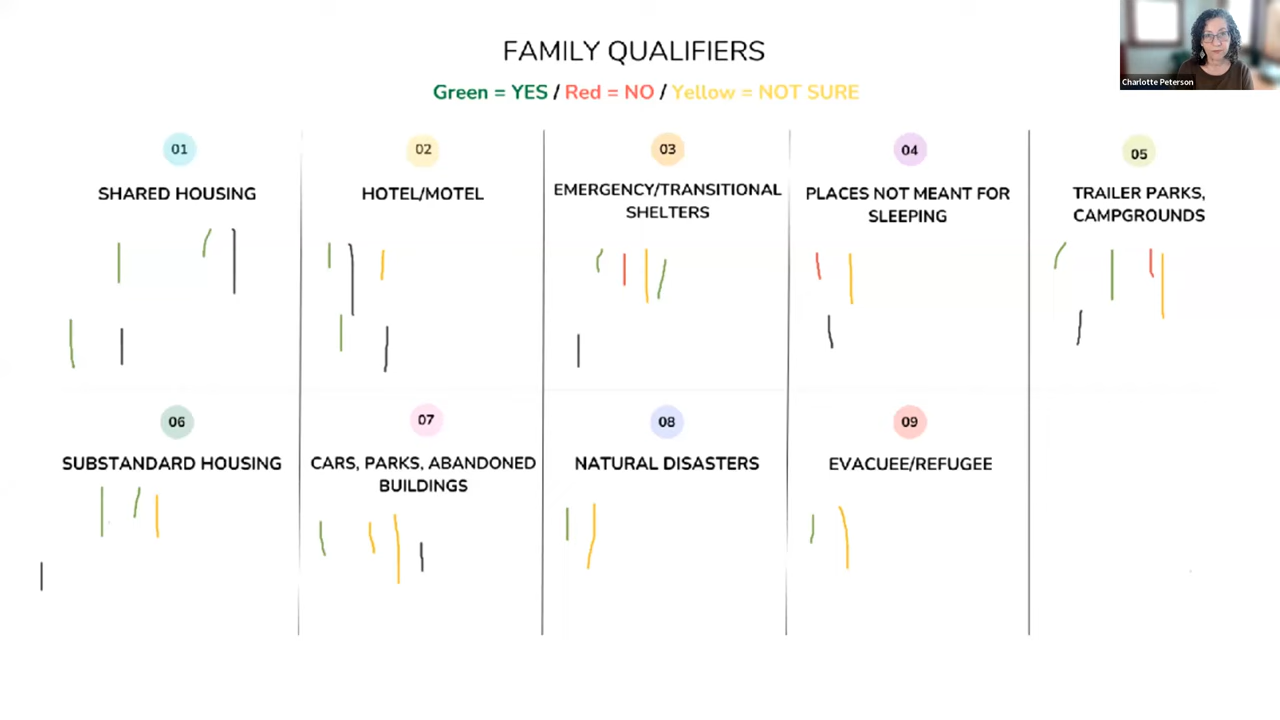 FAMILY QUALIFIERS
Green = YES / Red = NO / Yellow = NOT SURE
Charlotte Peterson
01
SHARED HOUSING
02
HOTEL/MOTEL
03
EMERGENCY/TRANSITIONAL
SHELTERS
04
PLACES NOT MEANT FOR
SLEEPING
05
TRAILER PARKS,
CAMPGROUNDS
06
SUBSTANDARD HOUSING
07
CARS, PARKS, ABANDONED
BUILDINGS
08
NATURAL DISASTERS
09
EVACUEE/REFUGEE